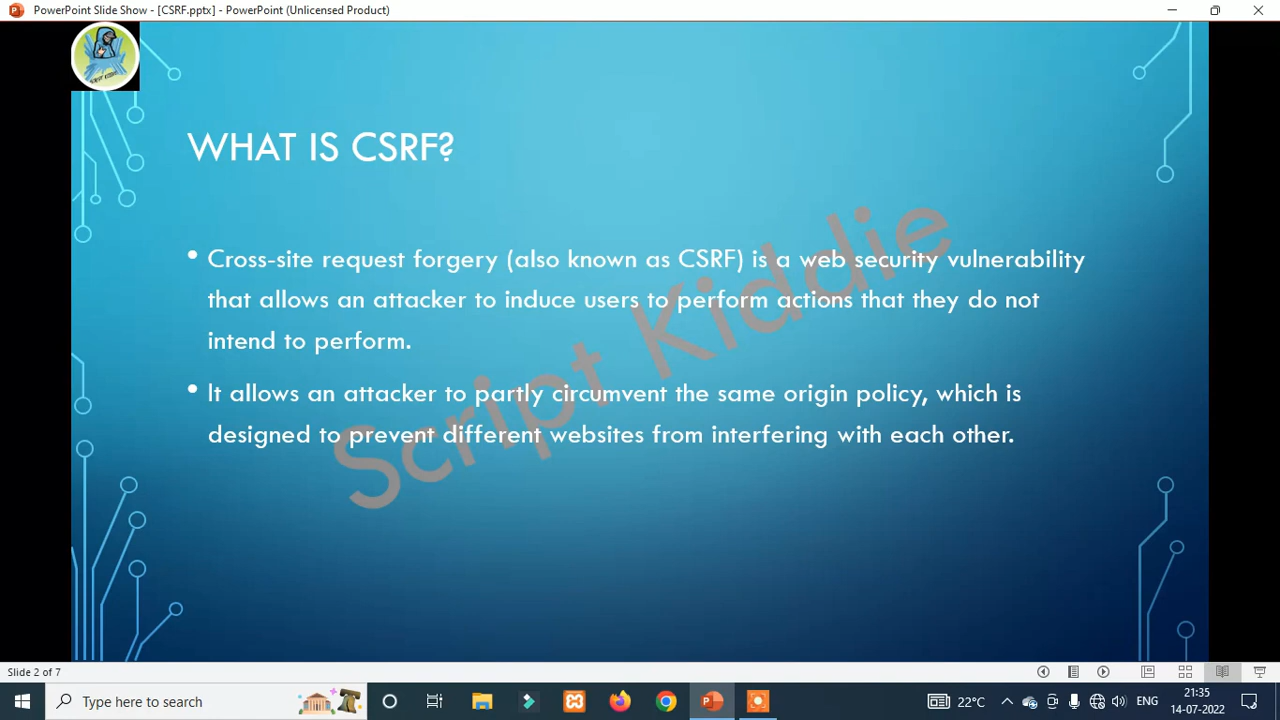 PowerPoint Slide Show - [CSRF.pptx] - PowerPoint (Unlicensed Product)
WHAT IS CSRF?
• Cross-site request forgery (also known as CSRF) is a web security vulnerability
that allows an attacker to induce users to perform actions that they do not
intend to perform.
• It allows an attacker to partly circumvent the same origin policy, which is
designed to prevent different websites from interfering with each other.
Script Kiddie
Slide 2 of 7
Type here to search
22°C
ENG
21:35
14-07-2022